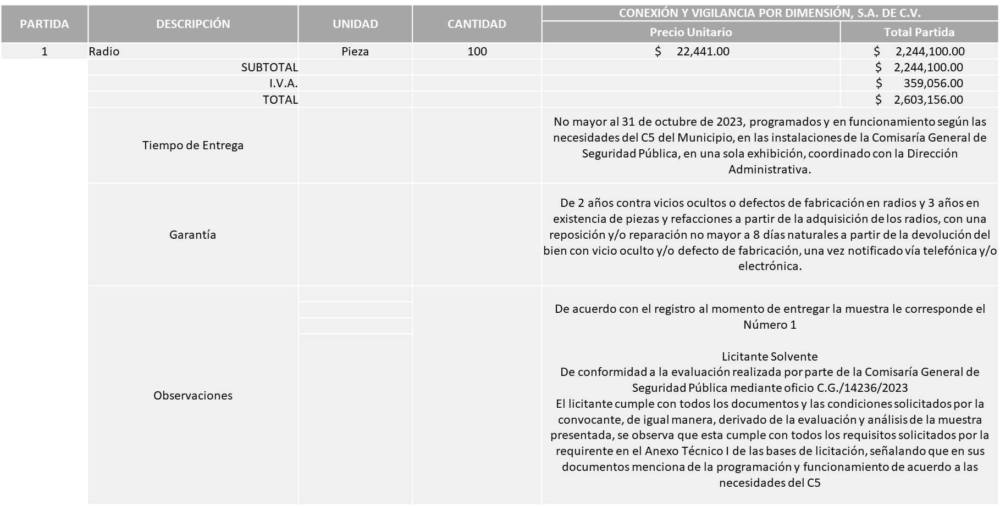 PARTIDA DESCRIPCIÓN UNIDAD CANTIDAD CONEXIÓN Y VIGILANCIA POR DIMENSIÓN, S.A. DE C.V.
Precio Unitario Total Partida
1 Radio Pieza 100 $ 22,441.00 $ 2,244,100.00
SUBTOTAL $ 2,244,100.00
I.V.A. $ 359,056.00
TOTAL $ 2,603,156.00
Tiempo de Entrega
No mayor al 31 de octubre de 2023, programados y en funcionamiento según las
necesidades del C5 del Municipio, en las instalaciones de la Comisaría General de
Seguridad Pública, en una sola exhibición, coordinado con la Dirección
Administrativa.
Garantía
De 2 años contra vicios ocultos o defectos de fabricación en radios y 3 años en
existencia de piezas y refacciones a partir de la adquisición de los radios, con una
reposición y/o reparación no mayor a 8 días naturales a partir de la devolución del
bien con vicio oculto y/o defecto de fabricación, una vez notificado vía telefónica y/o
electrónica.
Observaciones
De acuerdo con el registro al momento de entregar la muestra le corresponde el
Número 1
Licitante Solvente
De conformidad a la evaluación realizada por parte de la Comisaría General de
Seguridad Pública mediante oficio C.G./14236/2023
El licitante cumple con todos los documentos y las condiciones solicitados por la
convocante, de igual manera, derivado de la evaluación y análisis de la muestra
presentada, se observa que esta cumple con todos los requisitos solicitados por la
requirente en el Anexo Técnico I de las bases de licitación, señalando que en sus
documentos menciona de la programación y funcionamiento de acuerdo a las
necesidades del C5